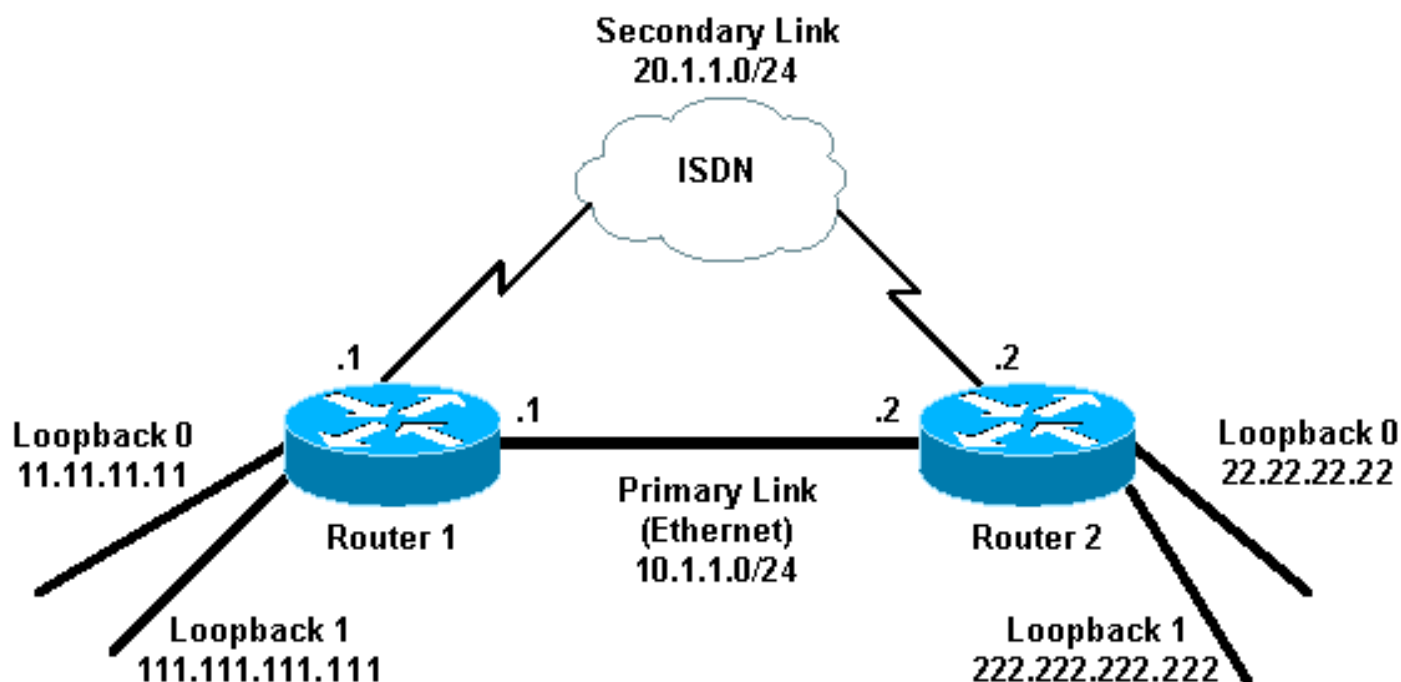 Secondary Link
20.1.1.0/24
ISDN
.1
.2
.1
.2
Loopback 0
11.11.11.11
Loopback 0
22.22.22.22
Router 1
Primary Link
(Ethernet)
10.1.1.0/24
Router 2
Loopback 1
111.111.111.111
Loopback 1
222.222.222.222